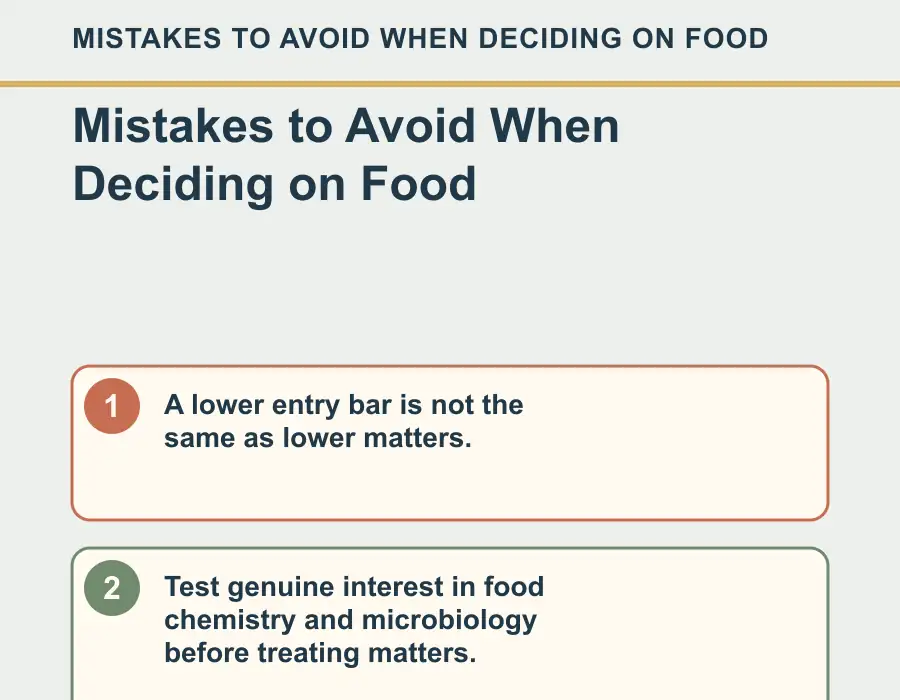 MISTAKES TO AVOID WHEN DECIDING ON FOOD
Mistakes to Avoid When
Deciding on Food
1
A lower entry bar is not the
same as lower matters.
2
Test genuine interest in food
chemistry and microbiology
before treating matters.